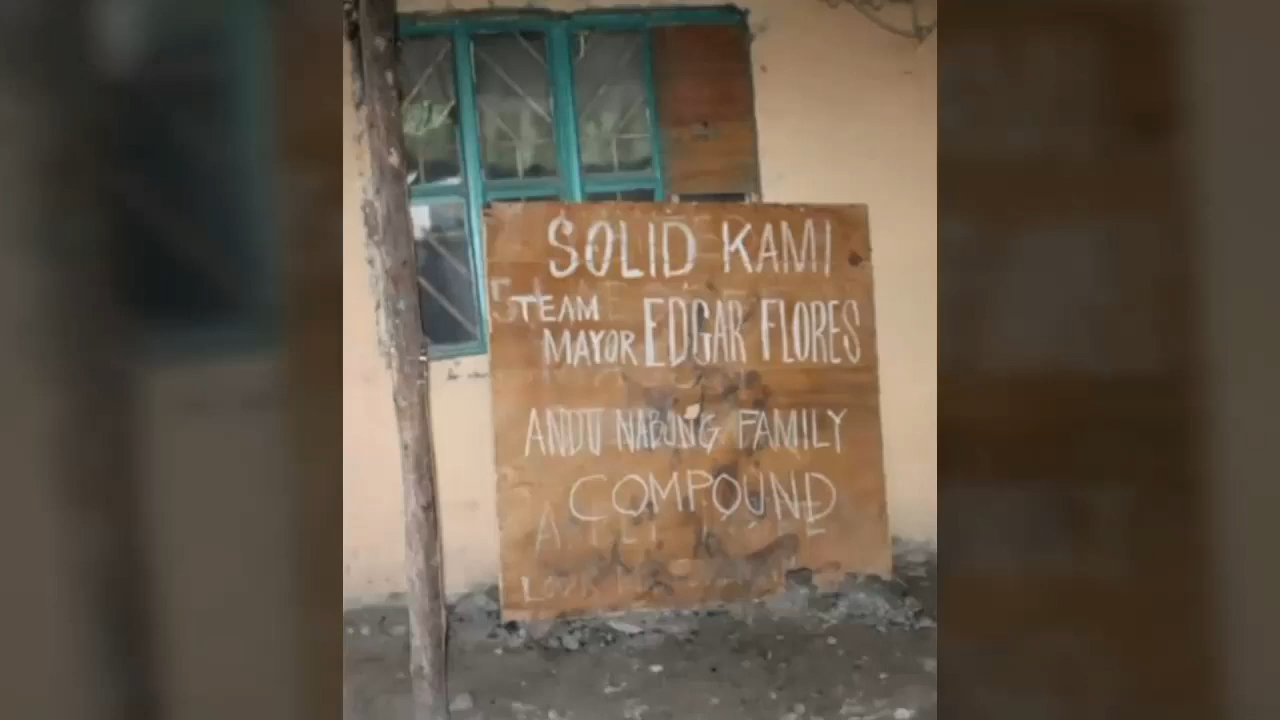 SOLID KAMI
TEAM
MAYOR EDGAR FLORES
ANDU NABUNG FAMILY
COMPOUND